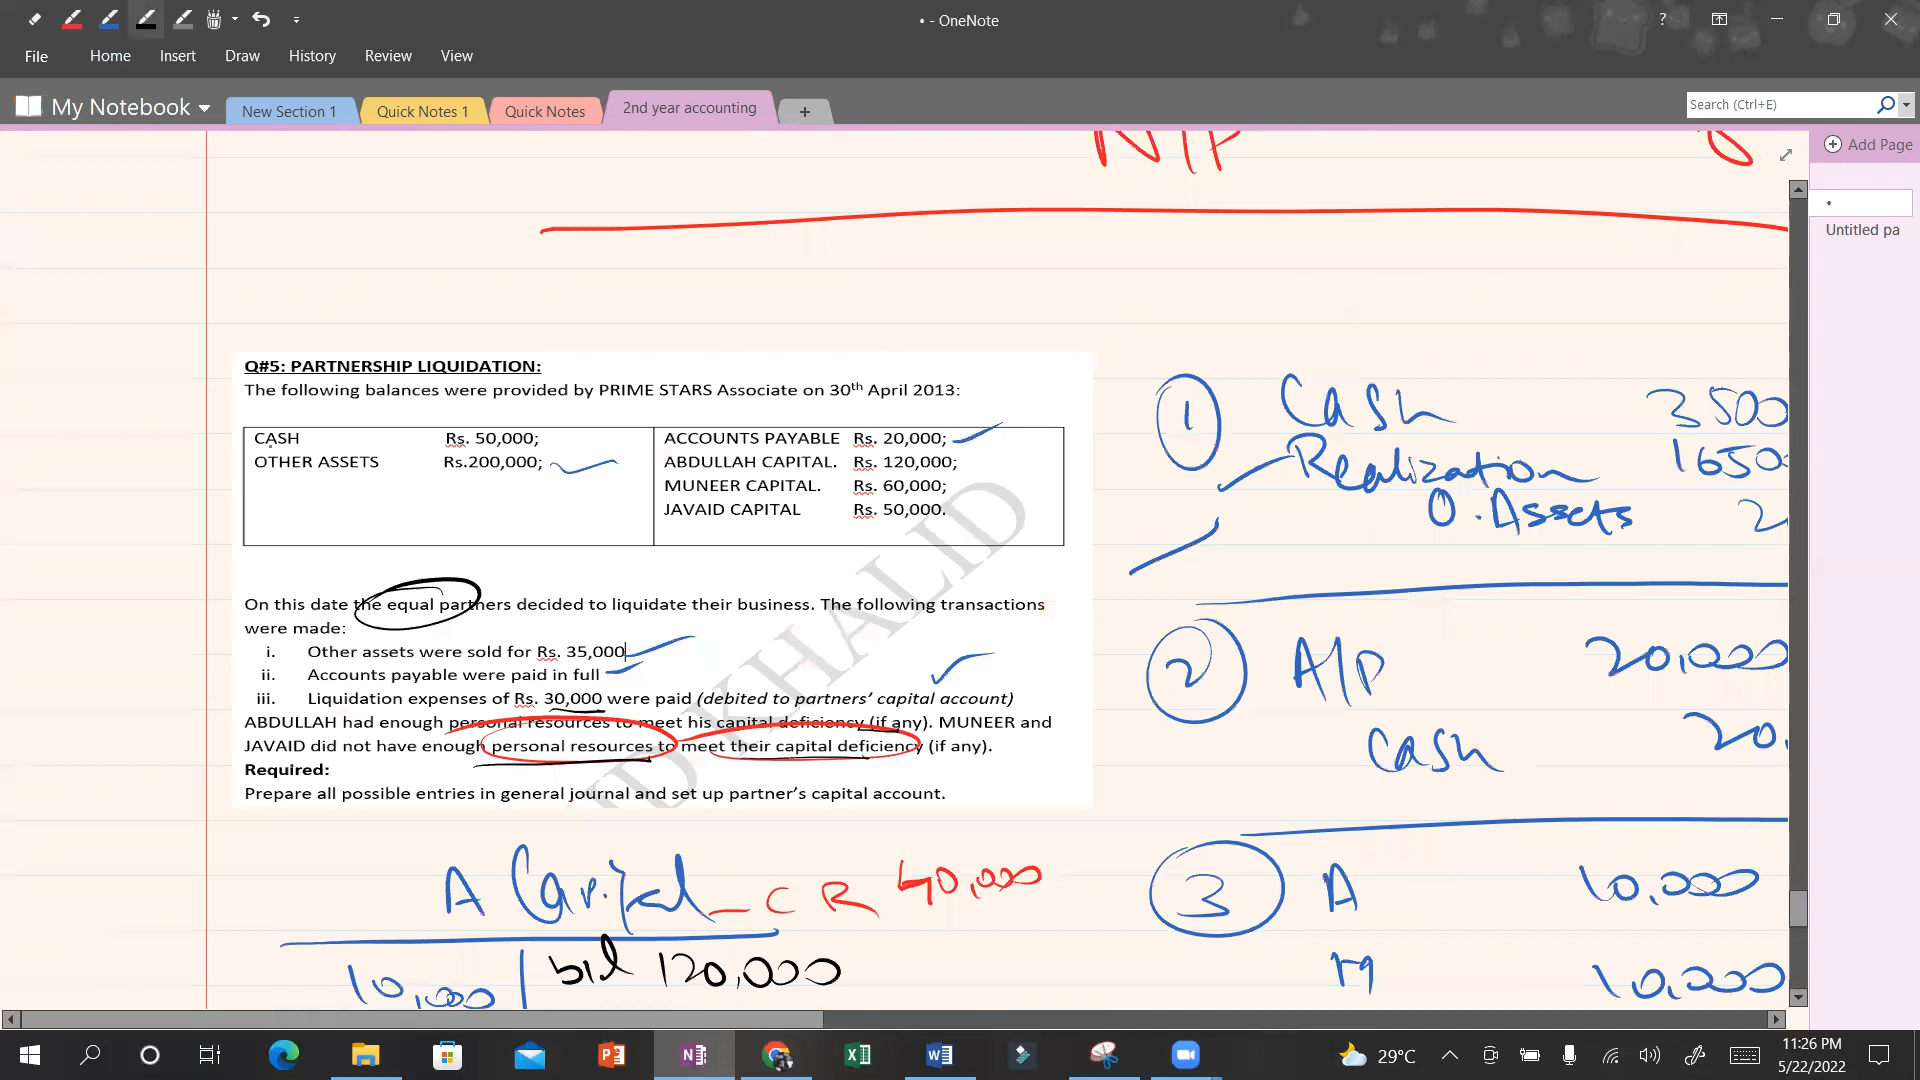 • - OneNote
?
File Home Insert Draw History Review View
My Notebook New Section 1 Quick Notes 1 Quick Notes 2nd year accounting +
Search (Ctrl+E)
Add Page
•
Untitled pa
N/P
Q#5: PARTNERSHIP LIQUIDATION:
The following balances were provided by PRIME STARS Associate on 30th April 2013:
CASH Rs. 50,000;
OTHER ASSETS Rs.200,000;
ACCOUNTS PAYABLE Rs. 20,000;
ABDULLAH CAPITAL. Rs. 120,000;
MUNEER CAPITAL. Rs. 60,000;
JAVAID CAPITAL Rs. 50,000.
On this date the equal partners decided to liquidate their business. The following transactions
were made:
i. Other assets were sold for Rs. 35,000
ii. Accounts payable were paid in full
iii. Liquidation expenses of Rs. 30,000 were paid (debited to partners' capital account)
ABDULLAH had enough personal resources to meet his capital deficiency (if any). MUNEER and
JAVAID did not have enough personal resources to meet their capital deficiency (if any).
Required:
Prepare all possible entries in general journal and set up partner's capital account.
KHALID
1 Cash 3500
Realization 1650
O. Assets 2
2 A/P 20,000
Cash 20,
3 A 10,000
M 10,000
A Capital - CR 40,000
10,000 bal 120,000
29°C
11:26 PM
5/22/2022